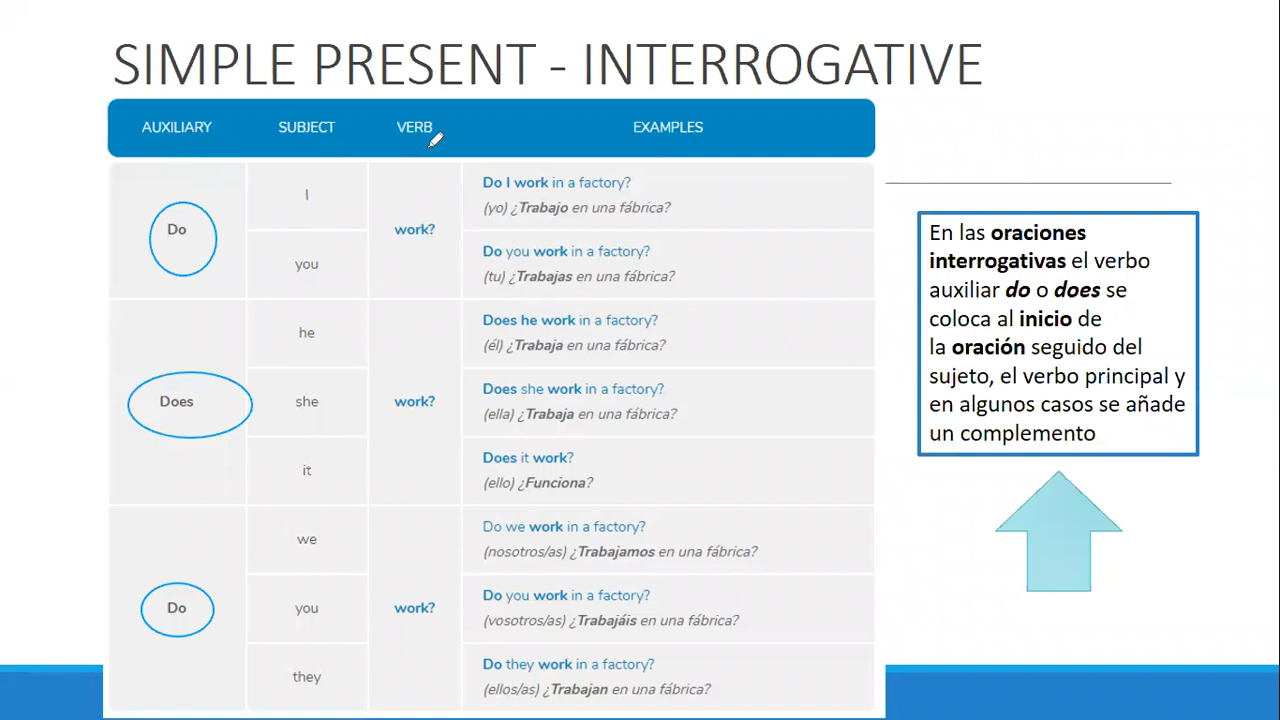 SIMPLE PRESENT - INTERROGATIVE
AUXILIARY SUBJECT VERB EXAMPLES
Do
I
you
work?
Do I work in a factory?
(yo) ¿Trabajo en una fábrica?
Do you work in a factory?
(tu) ¿Trabajas en una fábrica?
Does
he
she
it
work?
Does he work in a factory?
(él) ¿Trabaja en una fábrica?
Does she work in a factory?
(ella) ¿Trabaja en una fábrica?
Does it work?
(ello) ¿Funciona?
Do
we
you
they
work?
Do we work in a factory?
(nosotros/as) ¿Trabajamos en una fábrica?
Do you work in a factory?
(vosotros/as) ¿Trabajáis en una fábrica?
Do they work in a factory?
(ellos/as) ¿Trabajan en una fábrica?
En las oraciones
interrogativas el verbo
auxiliar do o does se
coloca al inicio de
la oración seguido del
sujeto, el verbo principal y
en algunos casos se añade
un complemento